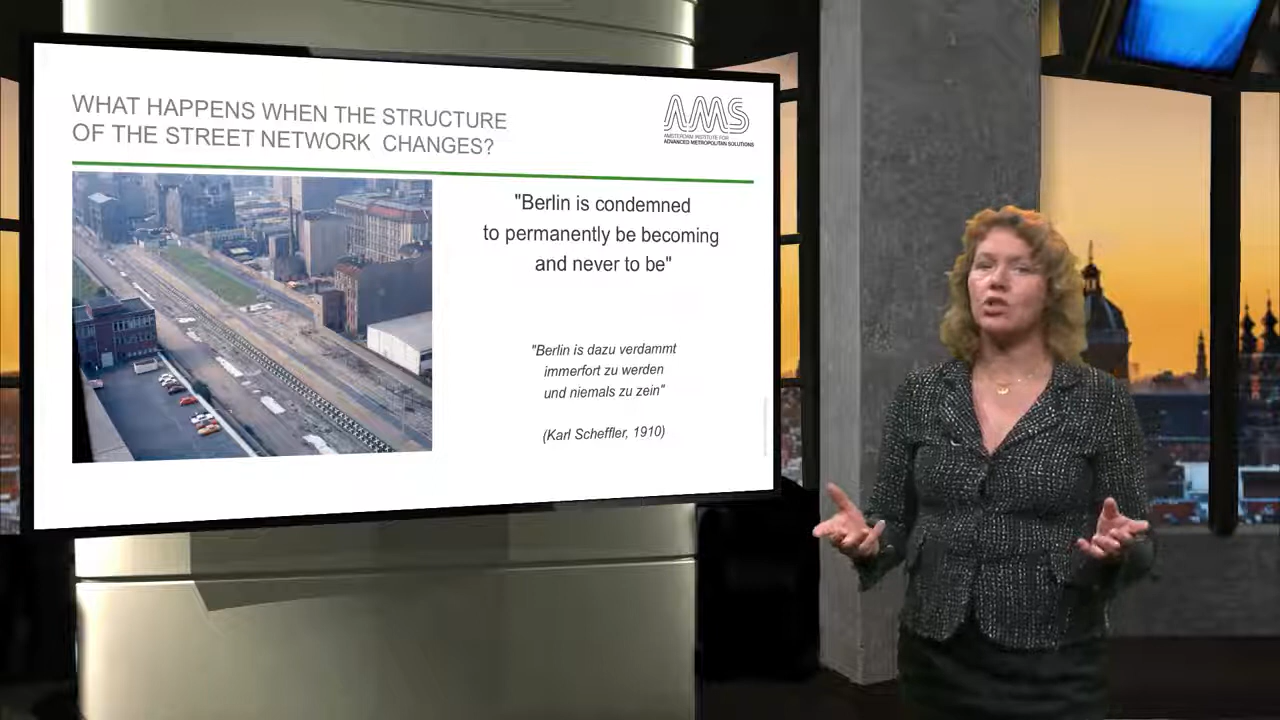 WHAT HAPPENS WHEN THE STRUCTURE
OF THE STREET NETWORK CHANGES?
AMS
AMSTERDAM INSTITUTE FOR
ADVANCED METROPOLITAN SOLUTIONS
"Berlin is condemned
to permanently be becoming
and never to be"
"Berlin is dazu verdammt
immerfort zu werden
und niemals zu zein"
(Karl Scheffler, 1910)